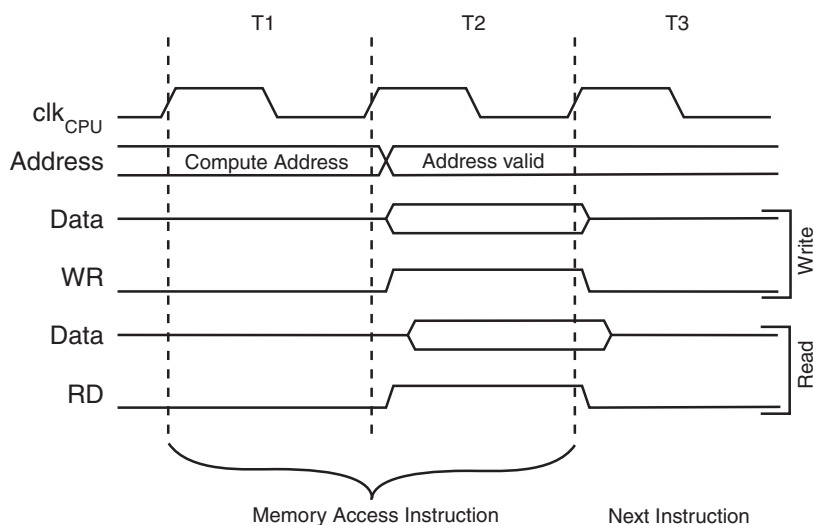 T1 T2 T3
clkCPU
Address Compute Address Address valid
Data
WR
Write
Data
RD
Read
Memory Access Instruction Next Instruction